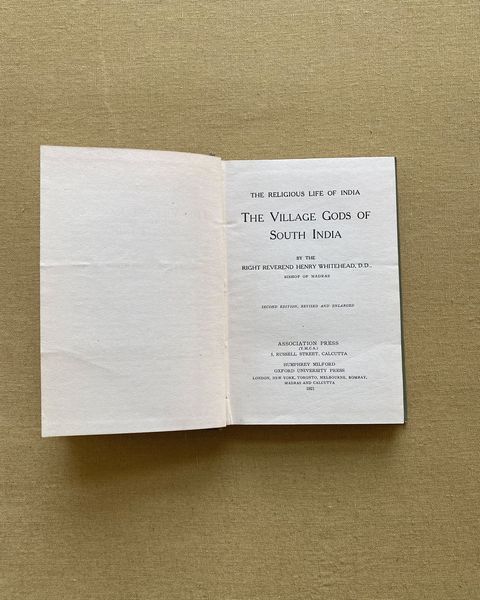 THE RELIGIOUS LIFE OF INDIA
THE VILLAGE GODS OF
SOUTH INDIA
BY THE
RIGHT REVEREND HENRY WHITEHEAD, D.D.,
BISHOP OF MADRAS
SECOND EDITION, REVISED AND ENLARGED
ASSOCIATION PRESS
(Y.M.C.A.)
5, RUSSELL STREET, CALCUTTA
HUMPHREY MILFORD
OXFORD UNIVERSITY PRESS
LONDON, NEW YORK, TORONTO, MELBOURNE, BOMBAY,
MADRAS AND CALCUTTA
1921